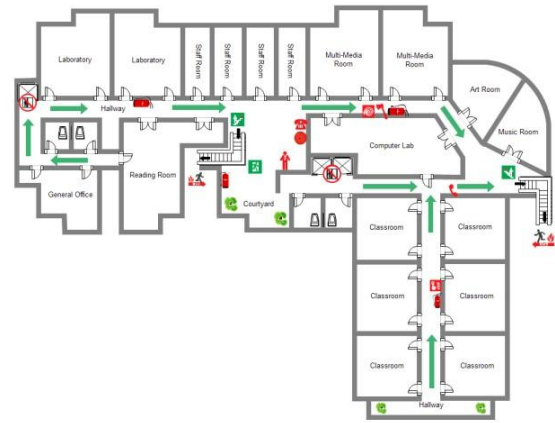 Laboratory
Laboratory
Staff Room
Staff Room
Staff Room
Staff Room
Multi-Media
Room
Multi-Media
Room
Art Room
Music Room
Hallway
Computer Lab
General Office
Reading Room
Courtyard
Classroom
Classroom
Classroom
Classroom
Classroom
Classroom
Hallway